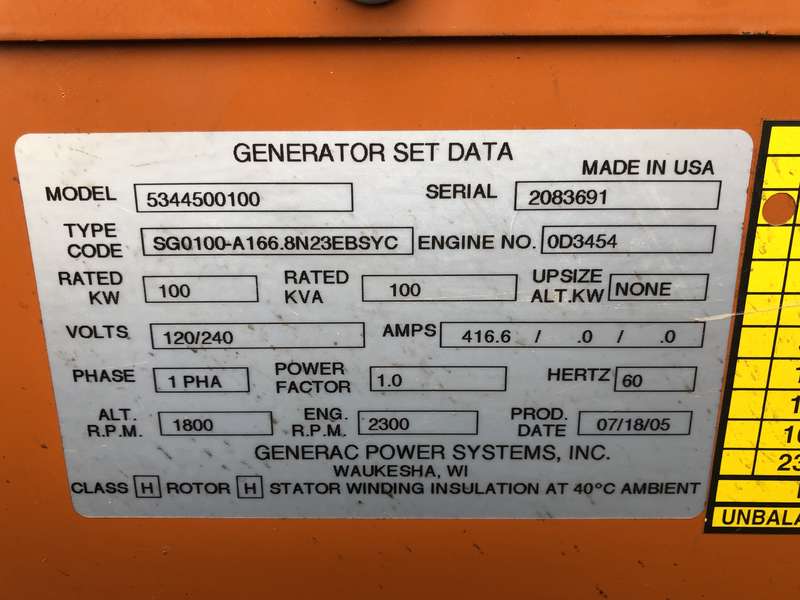 GENERATOR SET DATA
MADE IN USA
MODEL 5344500100 SERIAL 2083691
TYPE CODE SG0100-A166.8N23EBSYC ENGINE NO. 0D3454
RATED KW 100 RATED KVA 100 UPSIZE ALT.KW NONE
VOLTS 120/240 AMPS 416.6 / .0 / .0
PHASE 1 PHA POWER FACTOR 1.0 HERTZ 60
ALT. R.P.M. 1800 ENG. R.P.M. 2300 PROD. DATE 07/18/05
GENERAC POWER SYSTEMS, INC.
WAUKESHA, WI
CLASS H ROTOR H STATOR WINDING INSULATION AT 40°C AMBIENT